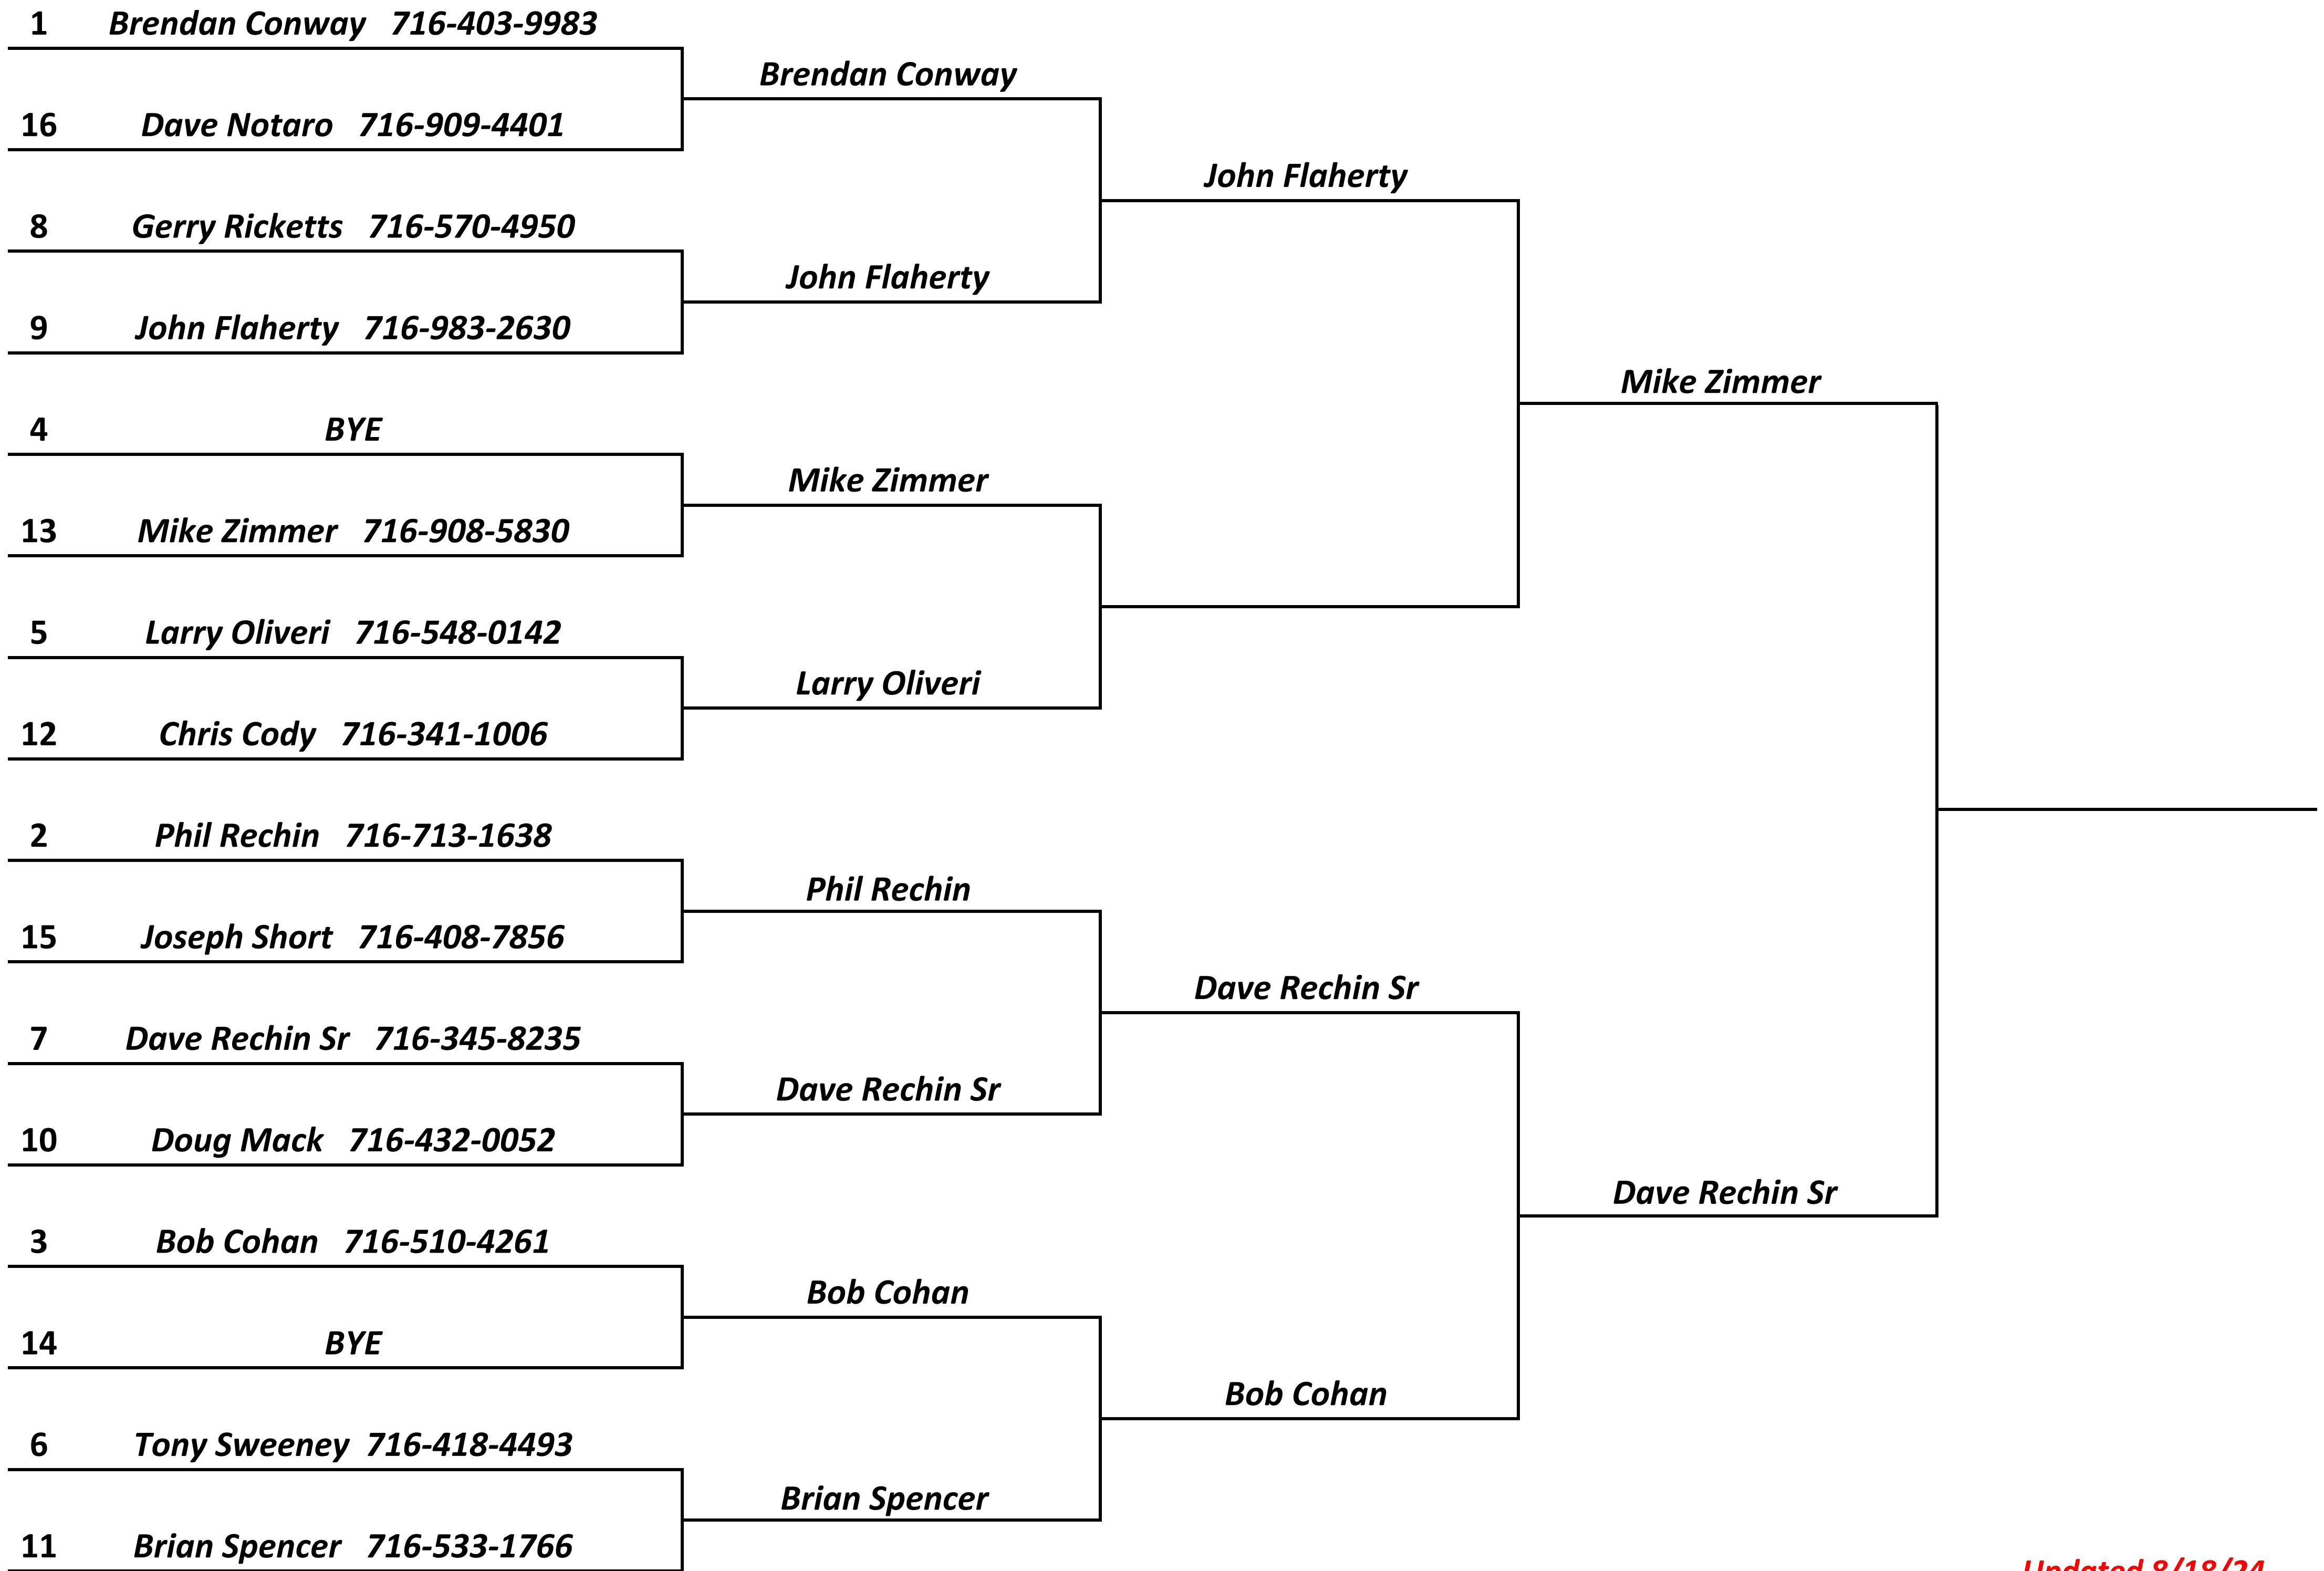 1 Brendan Conway 716-403-9983
Brendan Conway
16 Dave Notaro 716-909-4401
John Flaherty
8 Gerry Ricketts 716-570-4950
John Flaherty
9 John Flaherty 716-983-2630
Mike Zimmer
4 BYE
Mike Zimmer
13 Mike Zimmer 716-908-5830
5 Larry Oliveri 716-548-0142
Larry Oliveri
12 Chris Cody 716-341-1006
2 Phil Rechin 716-713-1638
Phil Rechin
15 Joseph Short 716-408-7856
Dave Rechin Sr
7 Dave Rechin Sr 716-345-8235
Dave Rechin Sr
10 Doug Mack 716-432-0052
Dave Rechin Sr
3 Bob Cohan 716-510-4261
Bob Cohan
14 BYE
Bob Cohan
6 Tony Sweeney 716-418-4493
Brian Spencer
11 Brian Spencer 716-533-1766
Updated 8/18/24